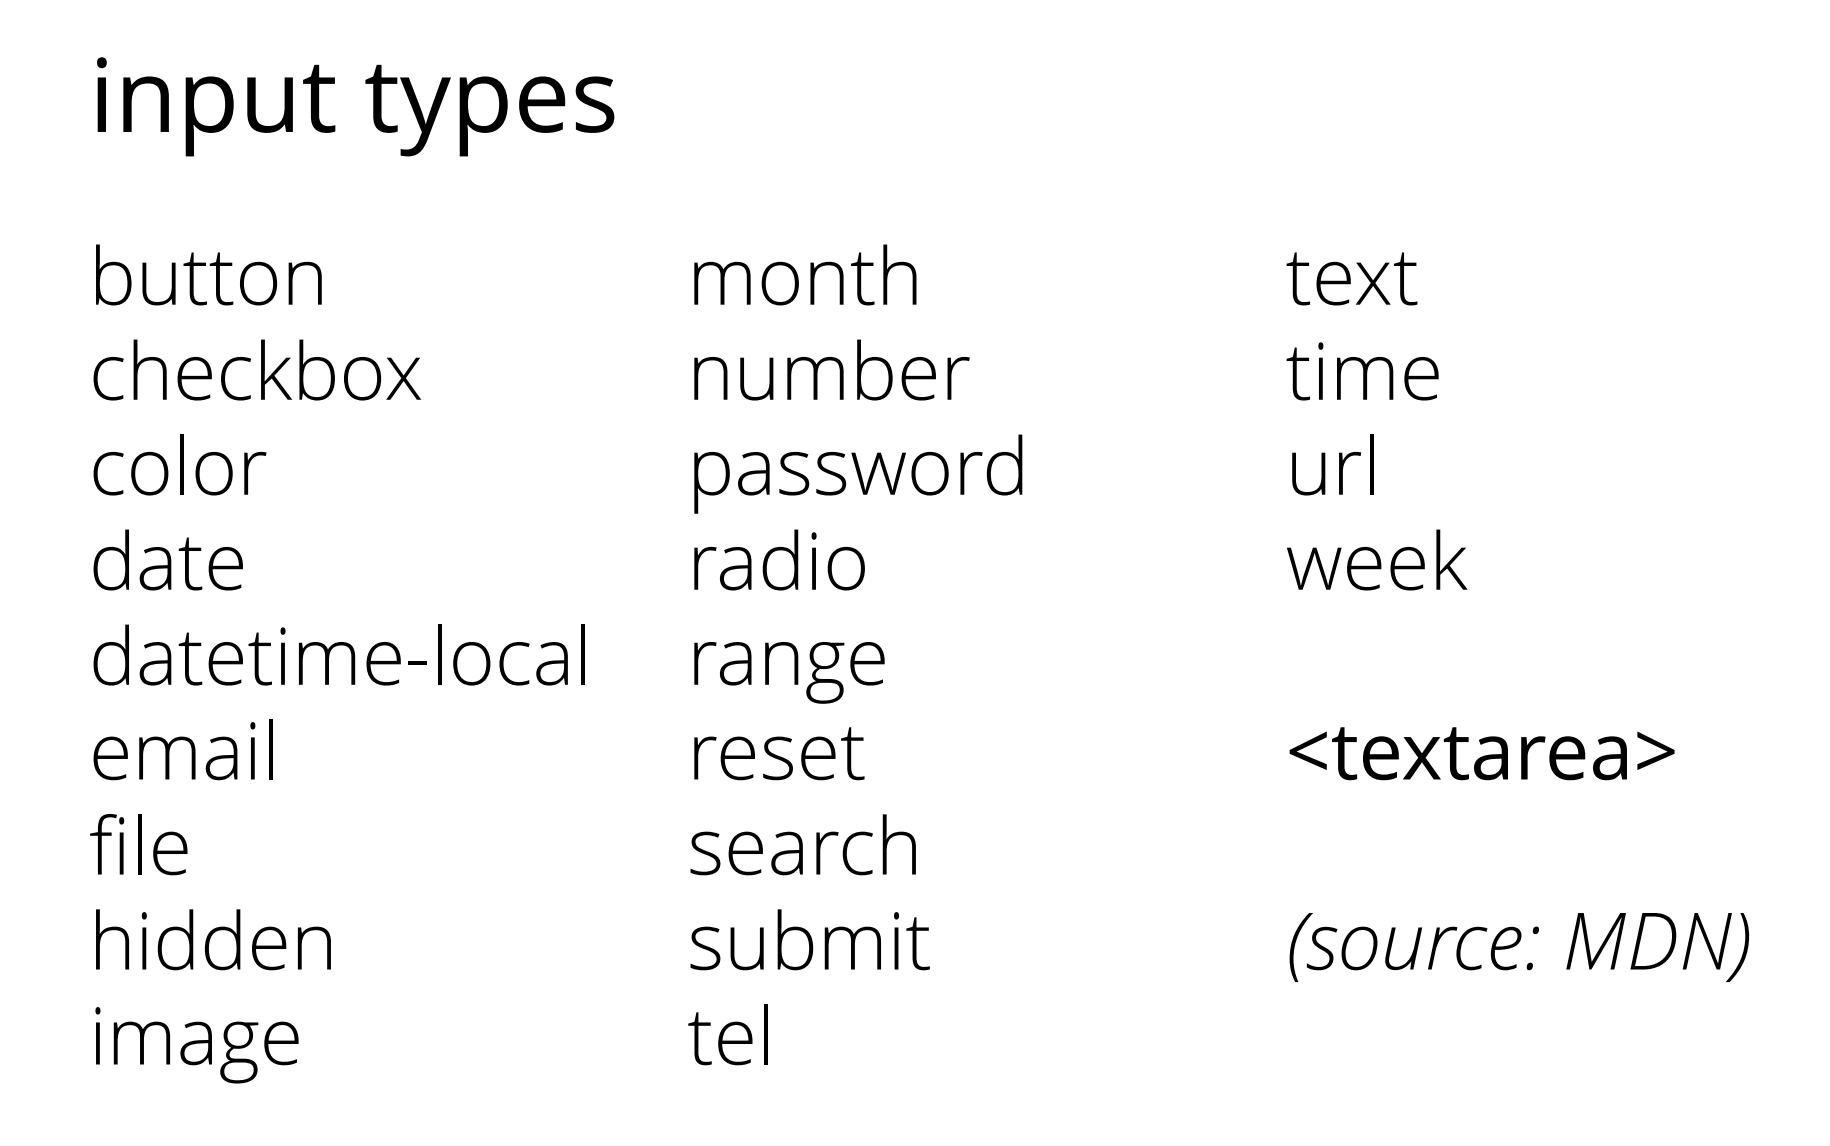 input types
button
checkbox
color
date
datetime-local
email
file
hidden
image
month
number
password
radio
range
reset
search
submit
tel
text
time
url
week
<textarea>
(source: MDN)